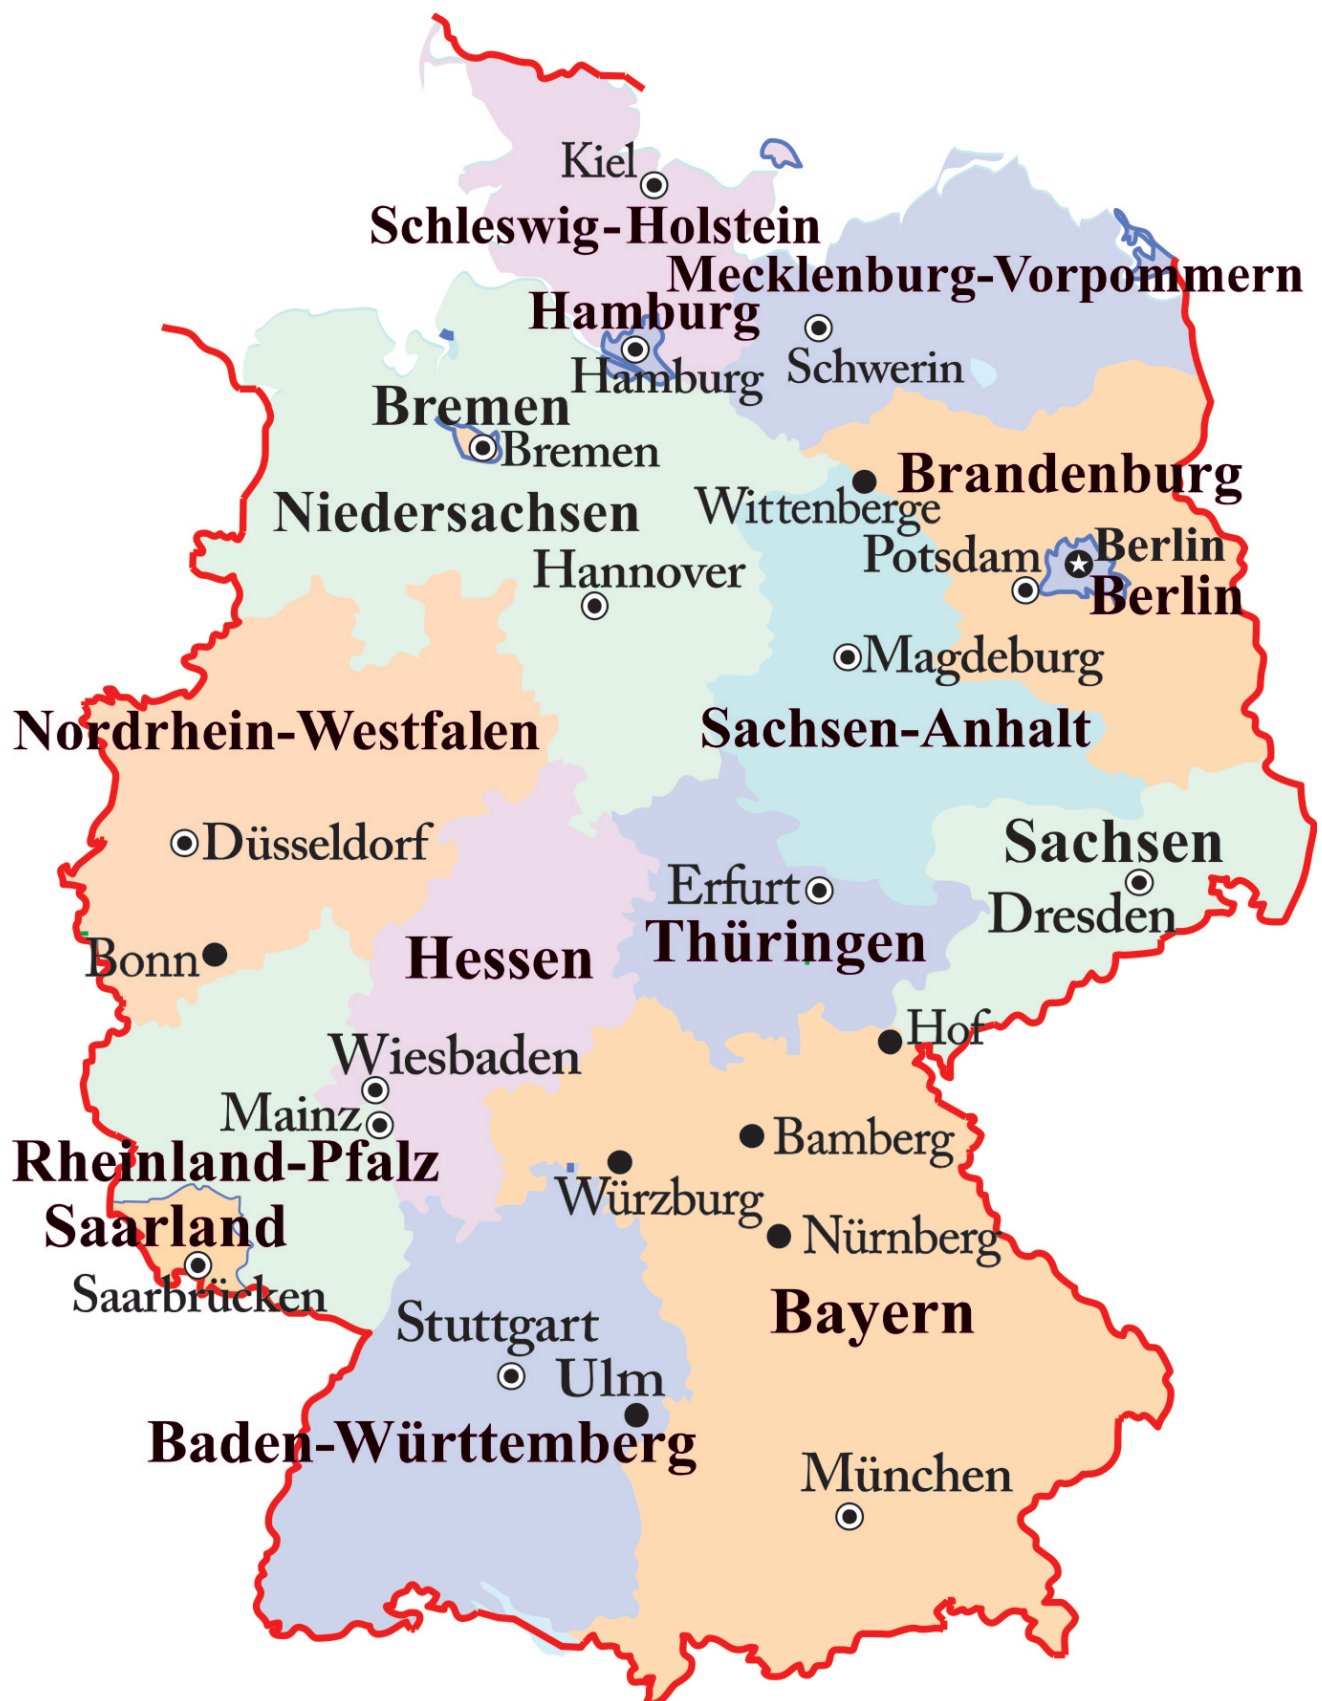 Kiel
Schleswig-Holstein
Mecklenburg-Vorpommern
Hamburg
Hamburg
Schwerin
Bremen
Bremen
Brandenburg
Wittenberge
Niedersachsen
Potsdam
Berlin
Berlin
Hannover
Magdeburg
Nordrhein-Westfalen
Sachsen-Anhalt
Düsseldorf
Sachsen
Erfurt
Dresden
Thüringen
Bonn
Hessen
Hof
Wiesbaden
Mainz
Bamberg
Rheinland-Pfalz
Würzburg
Saarland
Nürnberg
Saarbrücken
Bayern
Stuttgart
Ulm
Baden-Württemberg
München